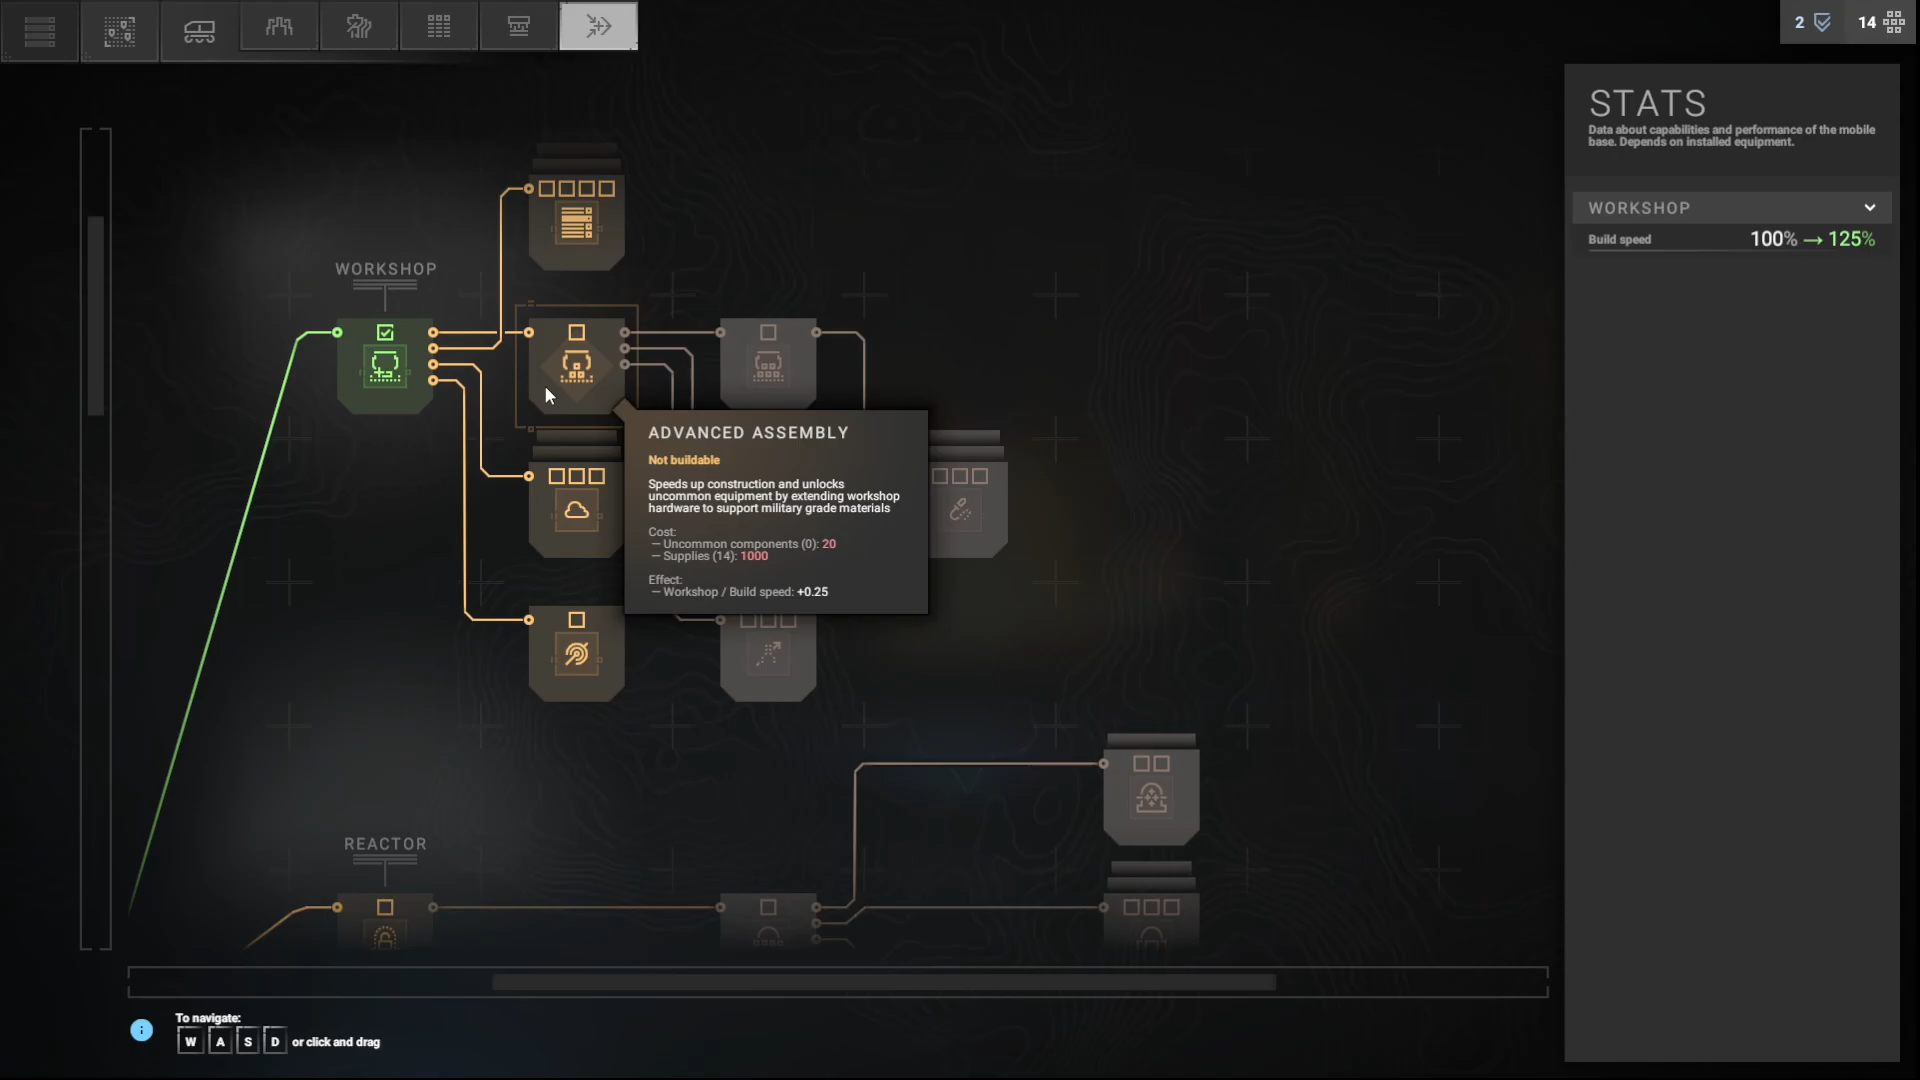 2
14
STATS
Data about capabilities and performance of the mobile
base. Depends on installed equipment.
WORKSHOP
Build speed 100% → 125%
WORKSHOP
ADVANCED ASSEMBLY
Not buildable
Speeds up construction and unlocks
uncommon equipment by extending workshop
hardware to support military grade materials
Cost:
— Uncommon components (0): 20
— Supplies (14): 1000
Effect:
— Workshop / Build speed: +0.25
REACTOR
To navigate:
W A S D or click and drag